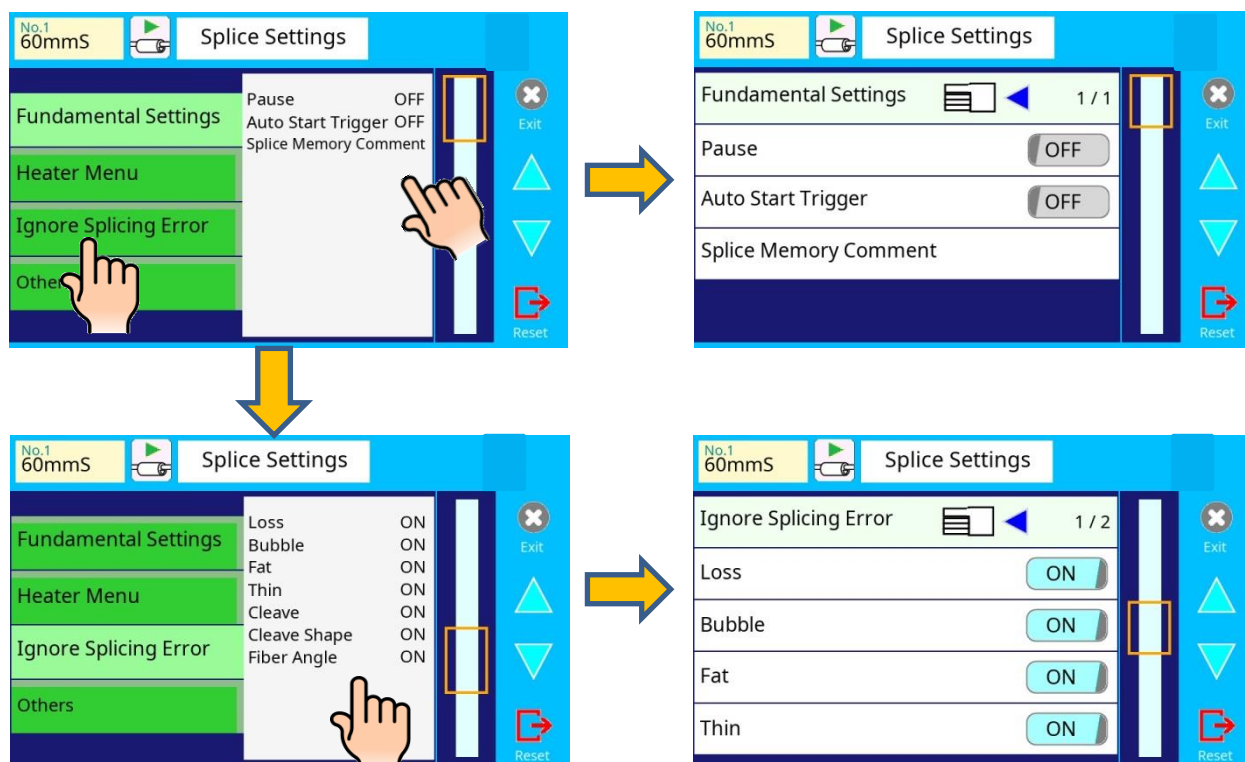 No.1
60mmS
Splice Settings
Fundamental Settings
Heater Menu
Ignore Splicing Error
Pause OFF
Auto Start Trigger OFF
Splice Memory Comment
Exit
Reset
No.1
60mmS
Splice Settings
Fundamental Settings 1 / 1
Pause OFF
Auto Start Trigger OFF
Splice Memory Comment
Exit
Reset
No.1
60mmS
Splice Settings
Fundamental Settings
Heater Menu
Ignore Splicing Error
Others
Loss ON
Bubble ON
Fat ON
Thin ON
Cleave ON
Cleave Shape ON
Fiber Angle ON
Exit
Reset
No.1
60mmS
Splice Settings
Ignore Splicing Error 1 / 2
Loss ON
Bubble ON
Fat ON
Thin ON
Exit
Reset